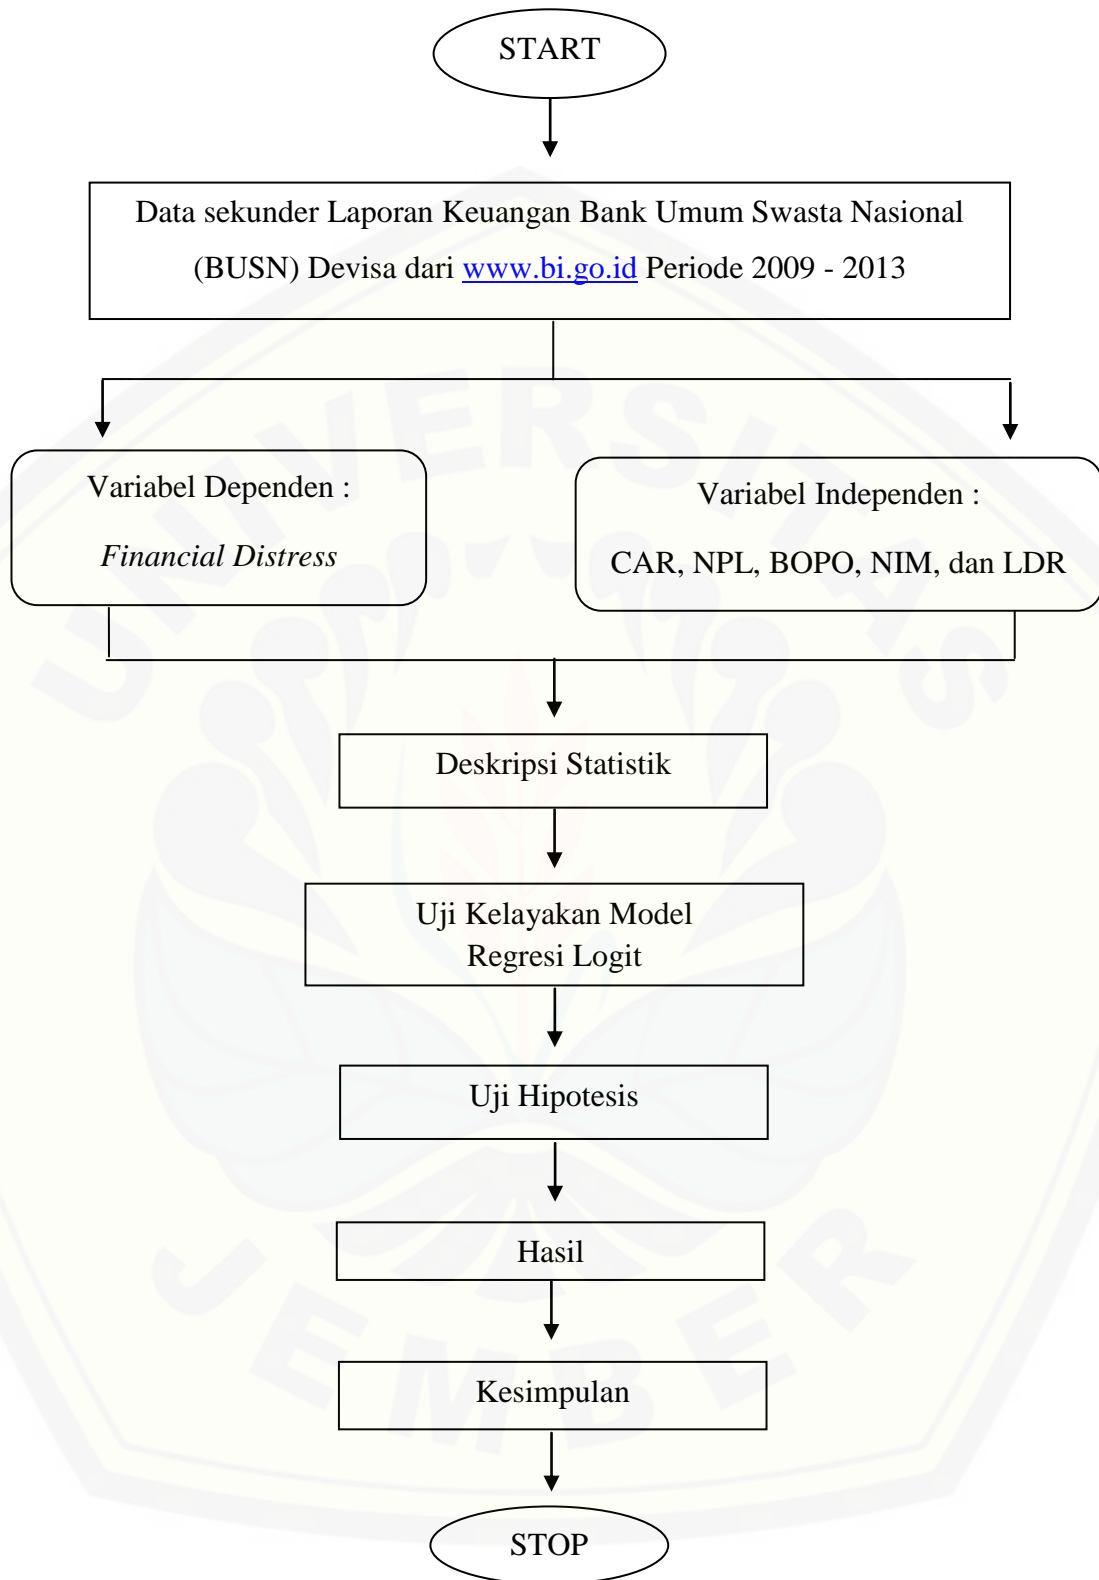 START
Data sekunder Laporan Keuangan Bank Umum Swasta Nasional
(BUSN) Devisa dari www.bi.go.id Periode 2009 - 2013
Variabel Dependen :
Financial Distress
Variabel Independen :
CAR, NPL, BOPO, NIM, dan LDR
Deskripsi Statistik
Uji Kelayakan Model
Regresi Logit
Uji Hipotesis
Hasil
Kesimpulan
STOP
UNIVERSITAS
JEMBER